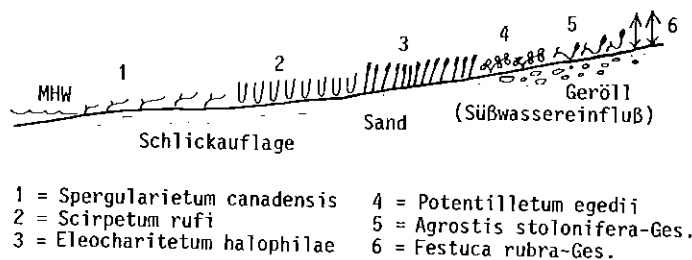 1 2 3 4 5 6
MHW
Schlickauflage Sand Geröll
(Süßwassereinfluß)
1 = Spergularietum canadensis
2 = Scirpetum rufi
3 = Eleocharitetum halophilae
4 = Potentilletum egedii
5 = Agrostis stolonifera-Ges.
6 = Festuca rubra-Ges.